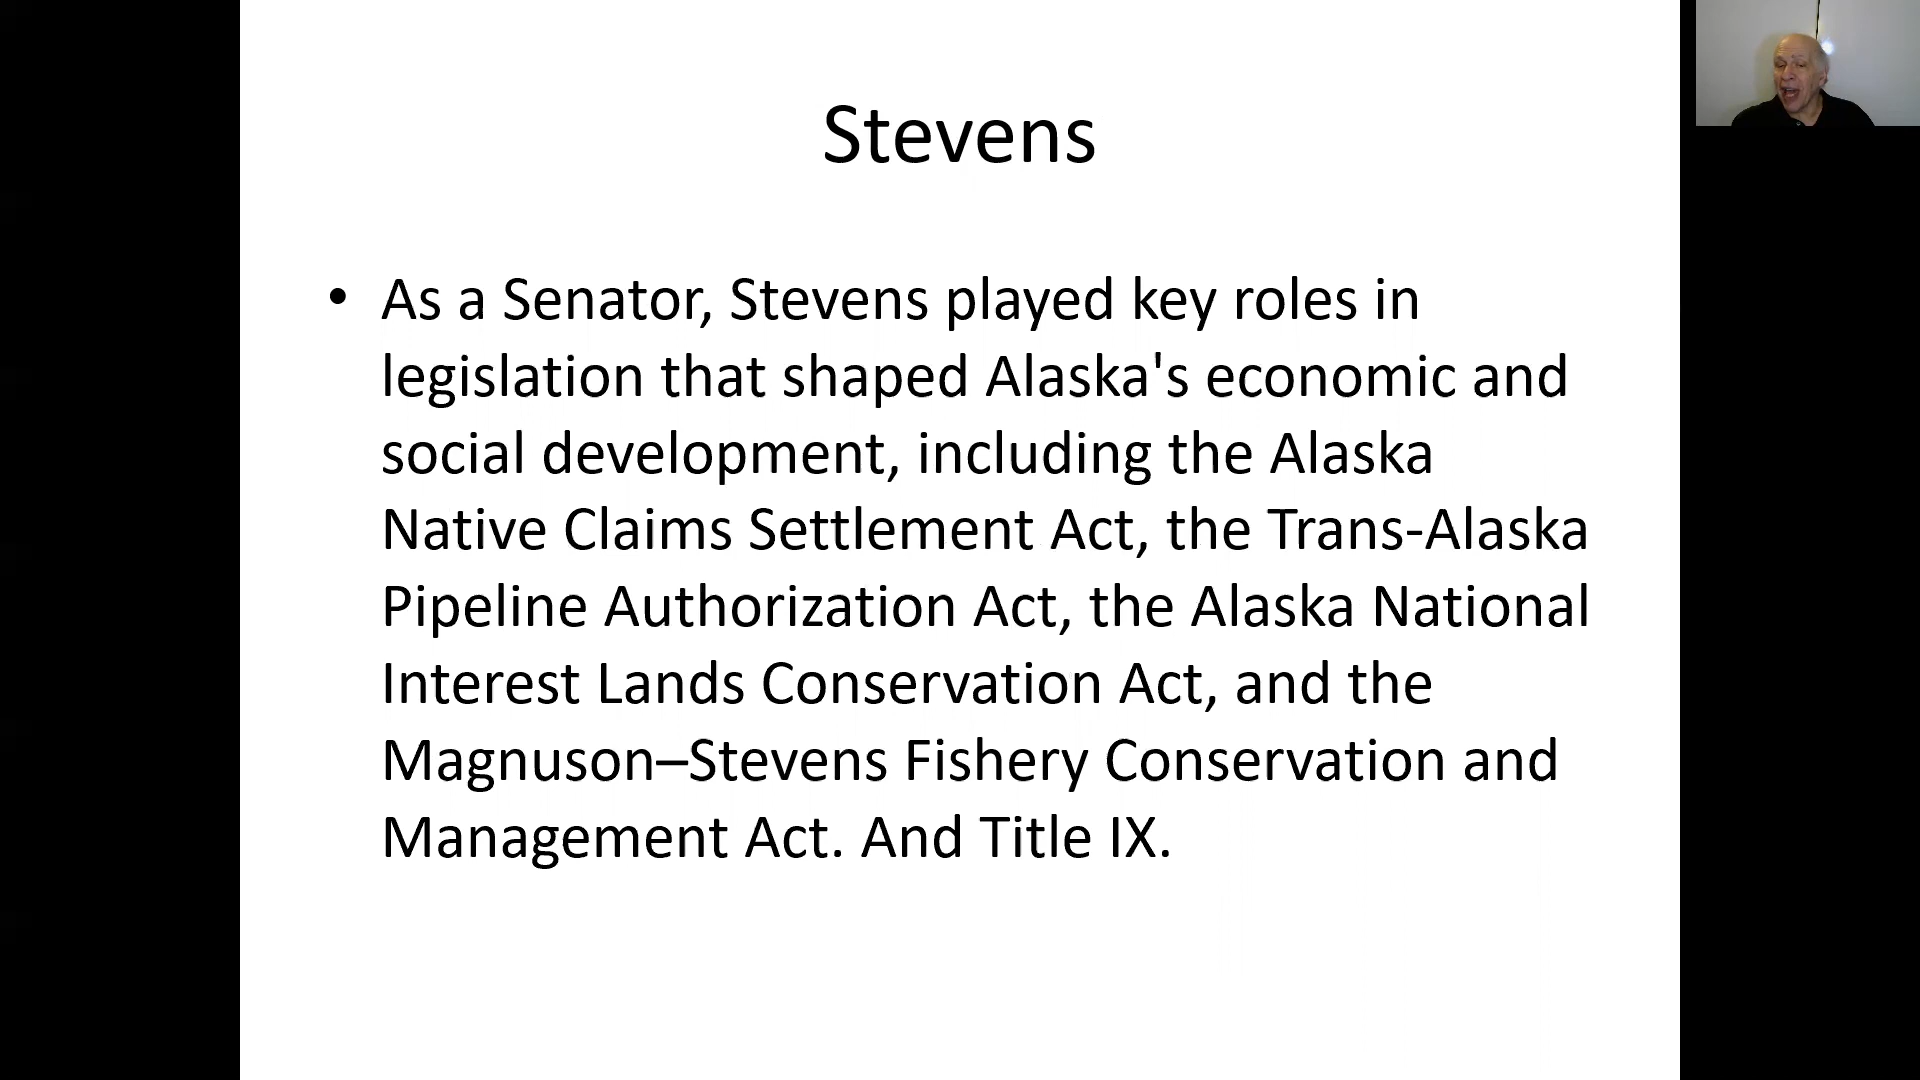 Stevens
• As a Senator, Stevens played key roles in
legislation that shaped Alaska's economic and
social development, including the Alaska
Native Claims Settlement Act, the Trans-Alaska
Pipeline Authorization Act, the Alaska National
Interest Lands Conservation Act, and the
Magnuson–Stevens Fishery Conservation and
Management Act. And Title IX.